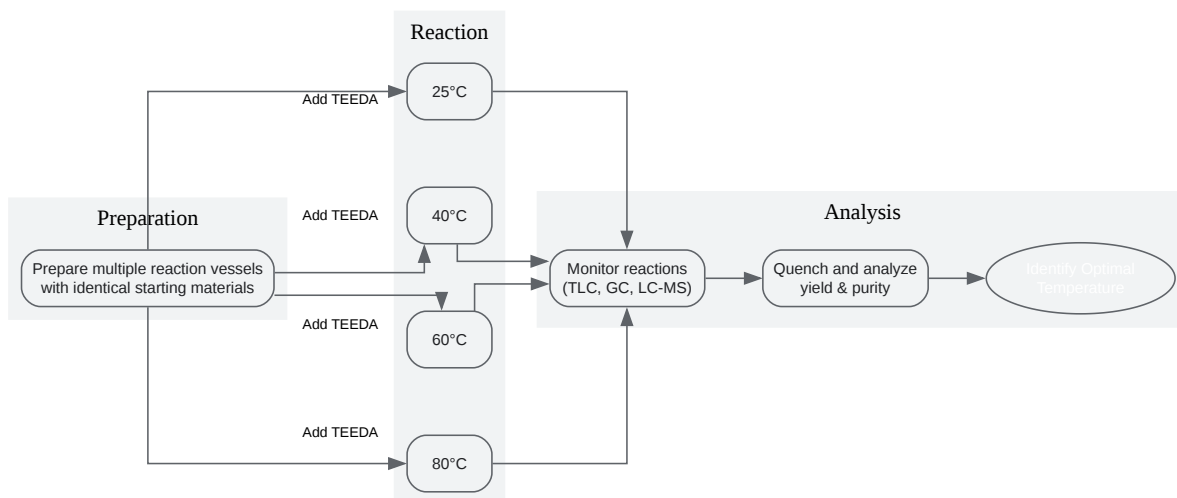 Reaction
25°C
Add TEEDA
Preparation
Add TEEDA
40°C
Analysis
Prepare multiple reaction vessels
with identical starting materials
Monitor reactions
(TLC, GC, LC-MS)
Quench and analyze
yield & purity
Identify Optimal
Temperature
Add TEEDA
60°C
Add TEEDA
80°C